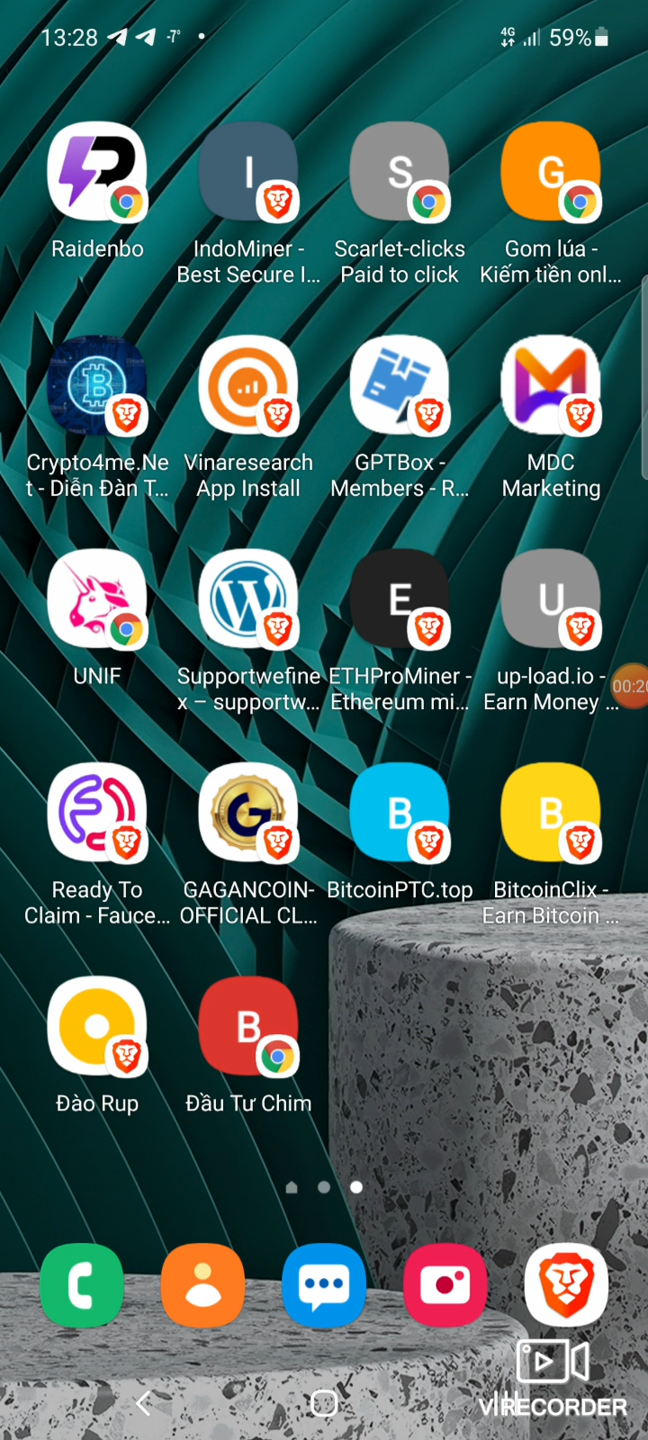 13:28
-7°
4G
59%
Raidenbo
I
IndoMiner -
Best Secure I...
S
Scarlet-clicks
Paid to click
G
Gom lúa -
Kiếm tiền onl...
Crypto4me.Ne
t - Diễn Đàn T...
Vinaresearch
App Install
GPTBox -
Members - R...
MDC
Marketing
UNIF
Supportwefine
x – supportw...
E
ETHProMiner -
Ethereum mi...
U
up-load.io -
Earn Money ...
00:20
Ready To
Claim - Fauce...
G
GAGANCOIN-
OFFICIAL CL...
B
BitcoinPTC.top
B
BitcoinClix -
Earn Bitcoin ...
Đào Rup
B
Đầu Tư Chim
RECORDER